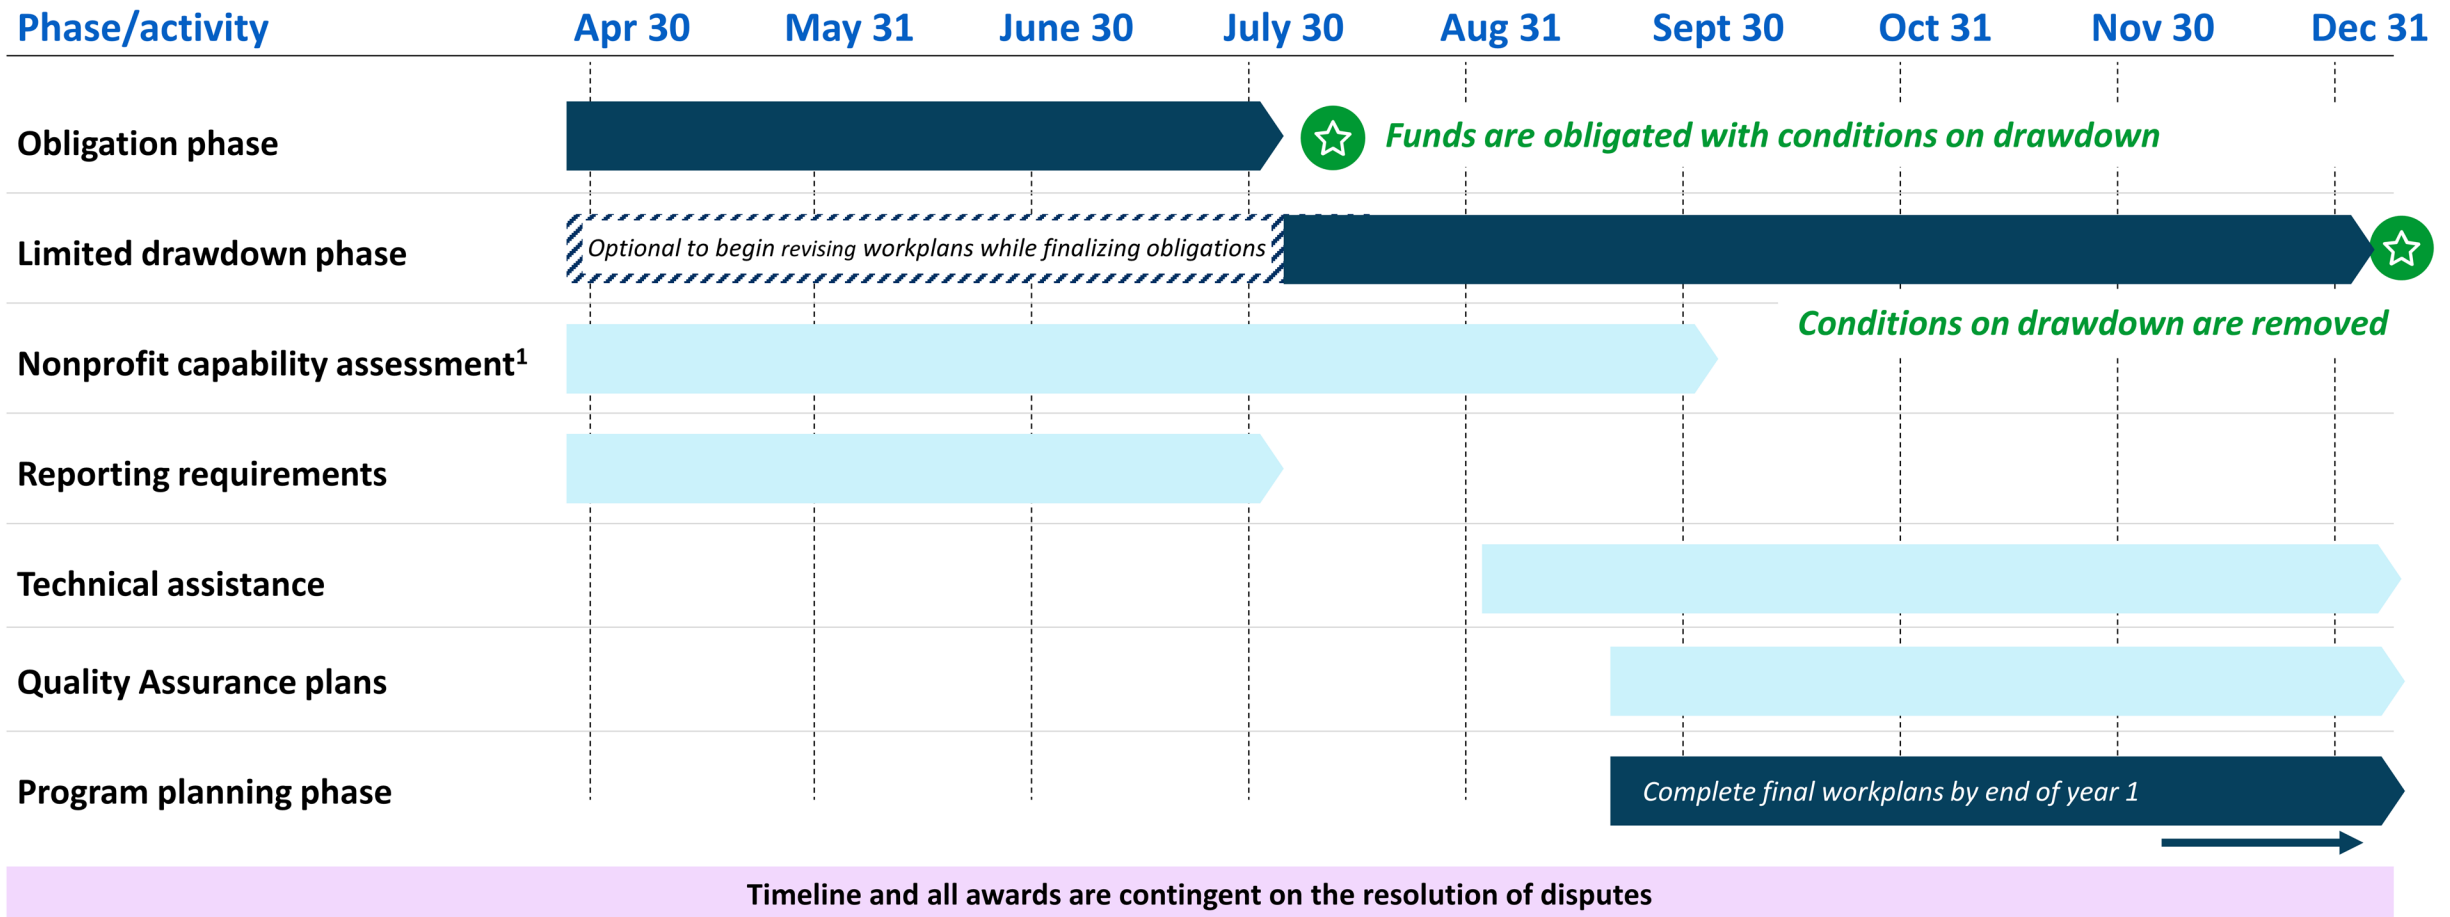 Phase/activity Apr 30 May 31 June 30 July 30 Aug 31 Sept 30 Oct 31 Nov 30 Dec 31
Obligation phase
Funds are obligated with conditions on drawdown
Limited drawdown phase
Optional to begin revising workplans while finalizing obligations
Conditions on drawdown are removed
Nonprofit capability assessment¹
Reporting requirements
Technical assistance
Quality Assurance plans
Program planning phase
Complete final workplans by end of year 1
Timeline and all awards are contingent on the resolution of disputes